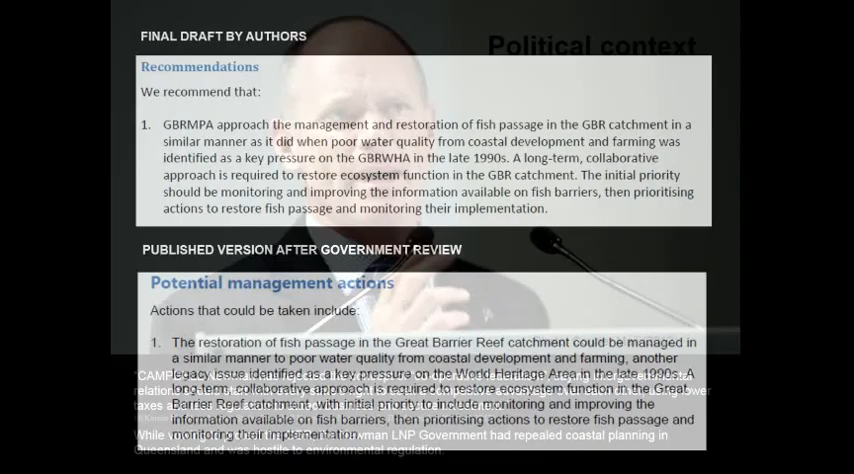 FINAL DRAFT BY AUTHORS
Political context
Recommendations
We recommend that:
1. GBRMPA approach the management and restoration of fish passage in the GBR catchment in a
similar manner as it did when poor water quality from coastal development and farming was
identified as a key pressure on the GBRWHA in the late 1990s. A long-term, collaborative
approach is required to restore ecosystem function in the GBR catchment. The initial priority
should be monitoring and improving the information available on fish barriers, then prioritising
actions to restore fish passage and monitoring their implementation.
PUBLISHED VERSION AFTER GOVERNMENT REVIEW
Potential management actions
Actions that could be taken include:
1. The restoration of fish passage in the Great Barrier Reef catchment could be managed in
a similar manner to poor water quality from coastal development and farming, another
legacy issue identified as a key pressure on the World Heritage Area in the late 1990s. A
long-term, collaborative approach is required to restore ecosystem function in the Great
Barrier Reef catchment, with initial priority to include monitoring and improving the
information available on fish barriers, then prioritising actions to restore fish passage and
monitoring their implementation.
"CAMP
relation
lower
taxes a
While
wman LNP Government had repealed coastal planning in
Queensland and was hostile to environmental regulation.